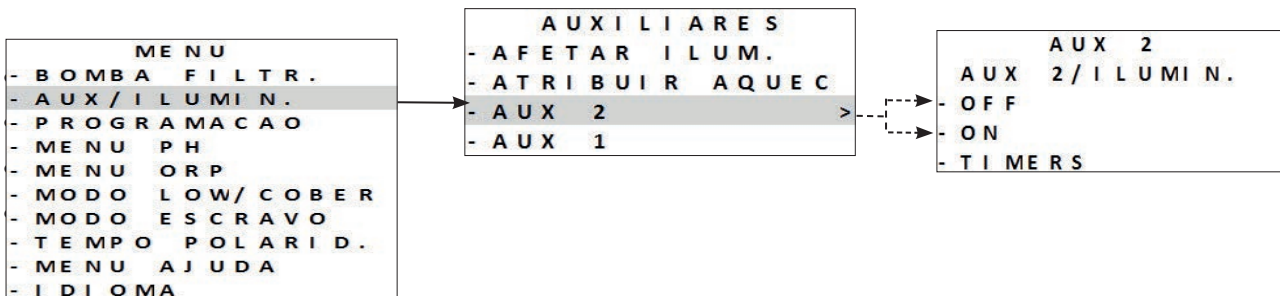 MENU
- BOMBA FILTR.
- AUX/ILUMIN.
- PROGRAMACAO
- MENU PH
- MENU ORP
- MODO LOW/COBER
- MODO ESCRAVO
- TEMPO POLARID.
- MENU AJUDA
- IDIOMA
AUXILIARES
- AFETAR ILUM.
- ATRIBUIR AQUEC
- AUX 2 >
- AUX 1
AUX 2
AUX 2/ILUMIN.
- OFF
- ON
- TIMERS